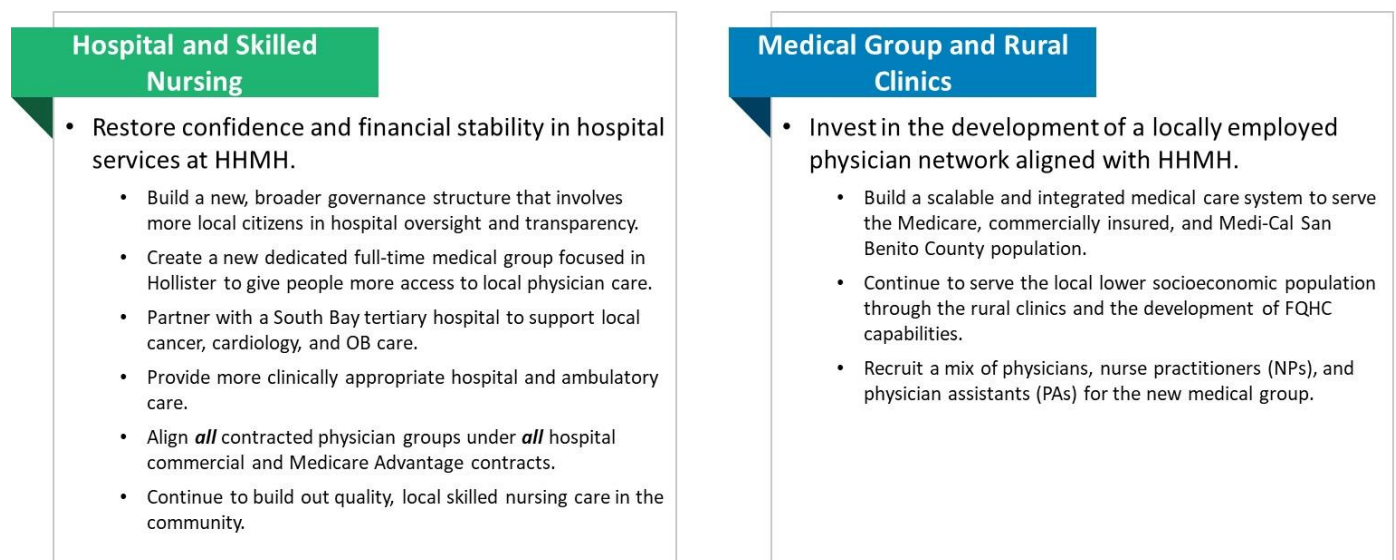 Hospital and Skilled
Nursing
• Restore confidence and financial stability in hospital
services at HHMH.
• Build a new, broader governance structure that involves
more local citizens in hospital oversight and transparency.
• Create a new dedicated full-time medical group focused in
Hollister to give people more access to local physician care.
• Partner with a South Bay tertiary hospital to support local
cancer, cardiology, and OB care.
• Provide more clinically appropriate hospital and ambulatory
care.
• Align all contracted physician groups under all hospital
commercial and Medicare Advantage contracts.
• Continue to build out quality, local skilled nursing care in the
community.
Medical Group and Rural
Clinics
• Invest in the development of a locally employed
physician network aligned with HHMH.
• Build a scalable and integrated medical care system to serve
the Medicare, commercially insured, and Medi-Cal San
Benito County population.
• Continue to serve the local lower socioeconomic population
through the rural clinics and the development of FQHC
capabilities.
• Recruit a mix of physicians, nurse practitioners (NPs), and
physician assistants (PAs) for the new medical group.